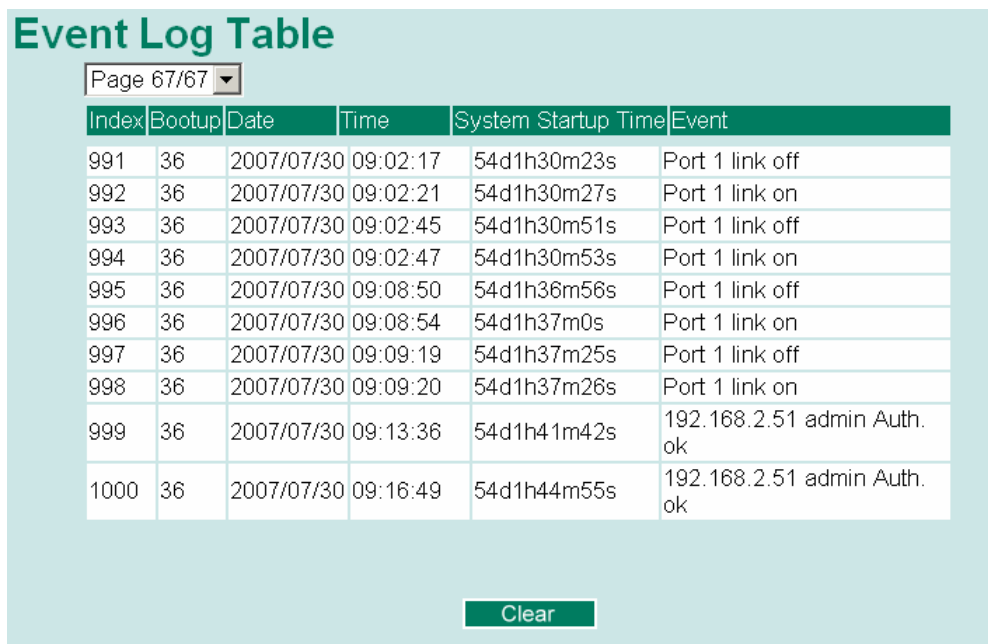 Event Log Table
Page 67/67
Index Bootup Date Time System Startup Time Event
991 36 2007/07/30 09:02:17 54d1h30m23s Port 1 link off
992 36 2007/07/30 09:02:21 54d1h30m27s Port 1 link on
993 36 2007/07/30 09:02:45 54d1h30m51s Port 1 link off
994 36 2007/07/30 09:02:47 54d1h30m53s Port 1 link on
995 36 2007/07/30 09:08:50 54d1h36m56s Port 1 link off
996 36 2007/07/30 09:08:54 54d1h37m0s Port 1 link on
997 36 2007/07/30 09:09:19 54d1h37m25s Port 1 link off
998 36 2007/07/30 09:09:20 54d1h37m26s Port 1 link on
999 36 2007/07/30 09:13:36 54d1h41m42s 192.168.2.51 admin Auth.
ok
1000 36 2007/07/30 09:16:49 54d1h44m55s 192.168.2.51 admin Auth.
ok
Clear